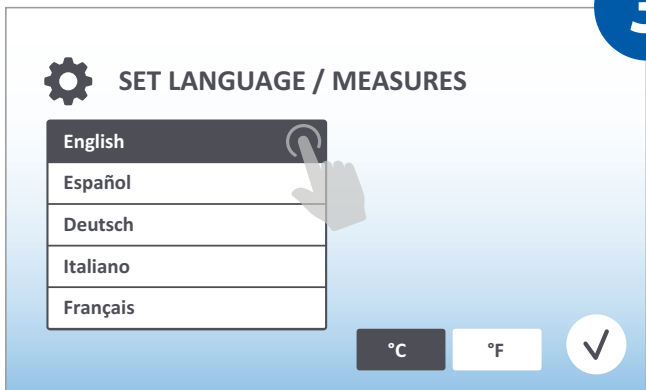 SET LANGUAGE / MEASURES
English
Español
Deutsch
Italiano
Français
°C °F